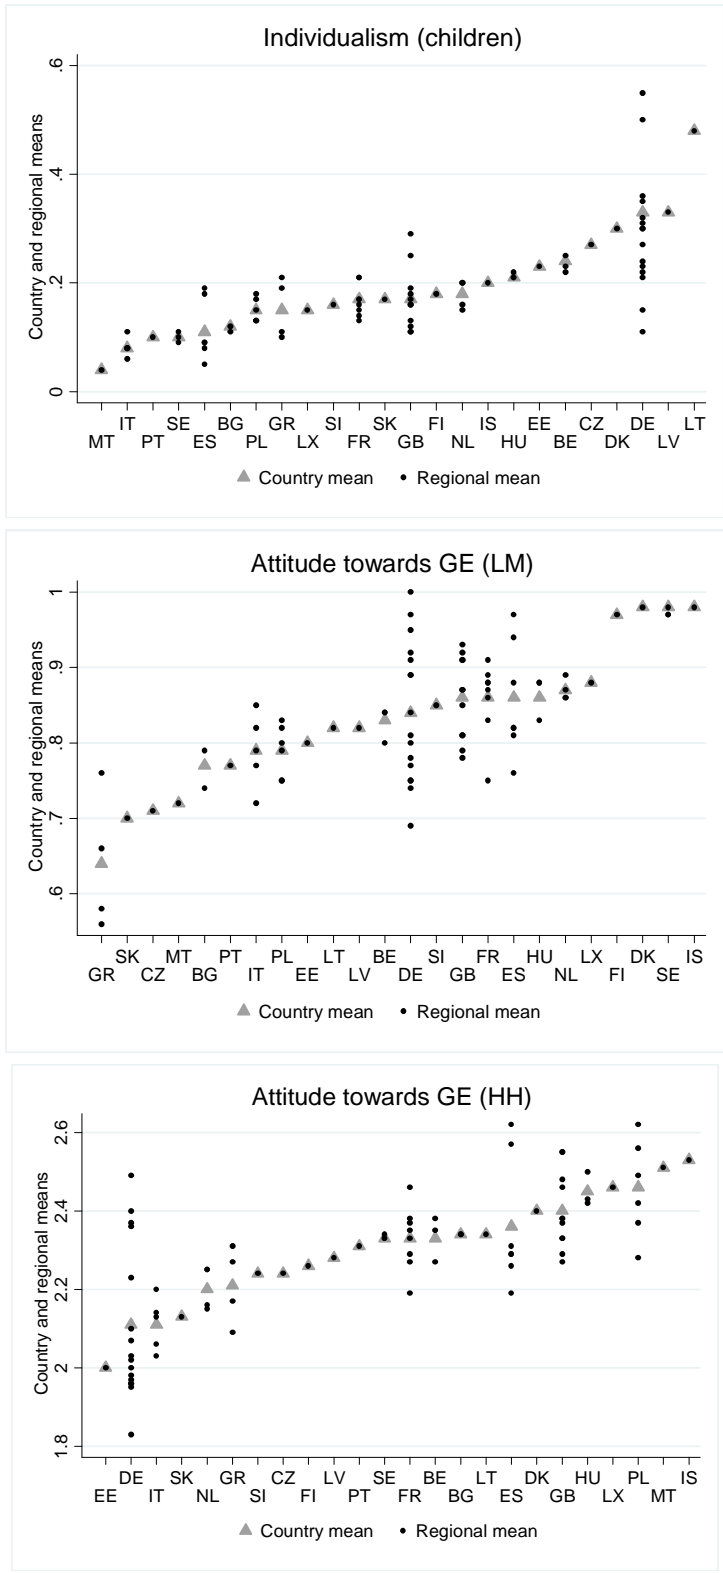 Individualism (children)
Country and regional means
.6
.4
.2
0
IT SE BG GR SI SK FI IS EE CZ DE LT
MT PT ES PL LX FR GB NL HU BE DK LV
Country mean Regional mean
Attitude towards GE (LM)
Country and regional means
1
.9
.8
.7
.6
SK MT PT PL LT BE SI FR HU LX DK IS
GR CZ BG IT EE LV DE GB ES NL FI SE
Country mean Regional mean
Attitude towards GE (HH)
Country and regional means
2.6
2.4
2.2
2
1.8
DE SK GR CZ LV SE BE LT DK HU PL IS
EE IT NL SI FI PT FR BG ES GB LX MT
Country mean Regional mean